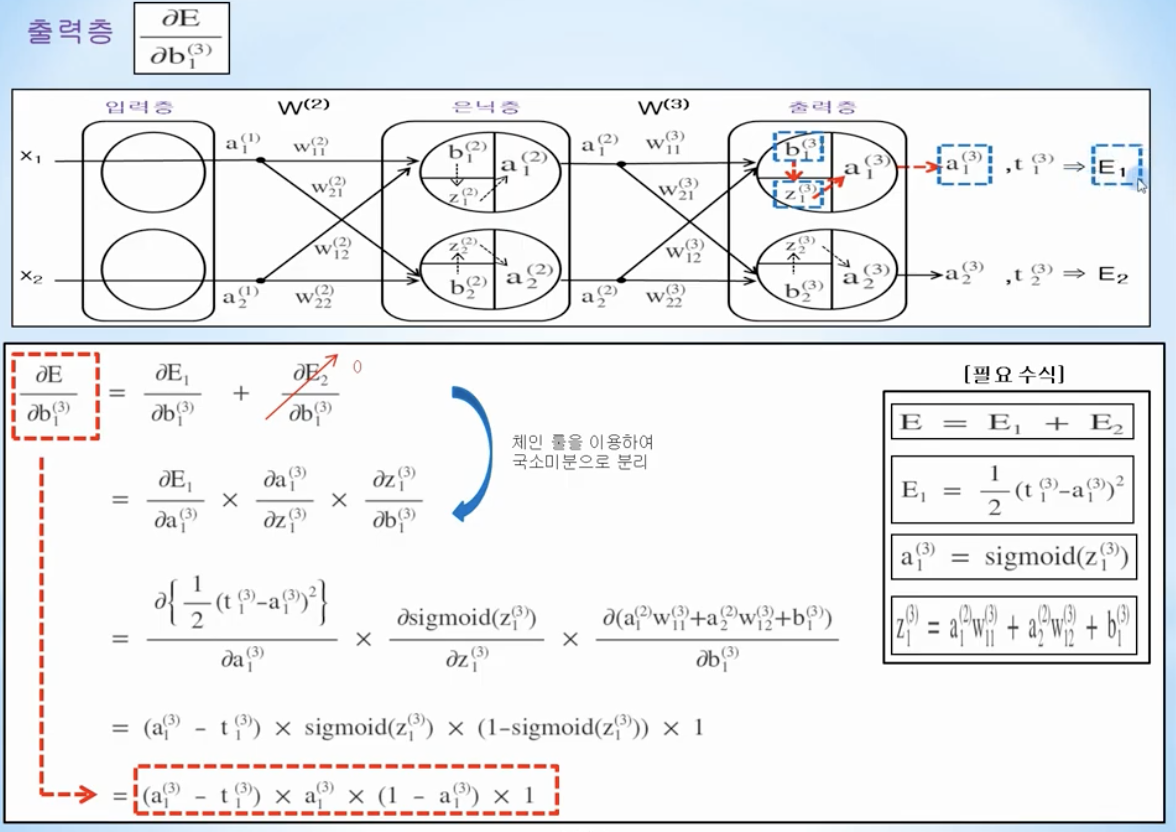 출력층 ∂E/∂b₁⁽³⁾
입력층 W⁽²⁾ 은닉층 W⁽³⁾ 출력층
x₁ a₁⁽¹⁾ w₁₁⁽²⁾ b₁⁽²⁾ z₁⁽²⁾ a₁⁽²⁾ a₁⁽²⁾ w₁₁⁽³⁾ b₁⁽³ z₁⁽³⁾ a₁⁽³⁾ a₁⁽³⁾ ,t₁⁽³⁾ ⇒ E₁
w₂₁⁽²⁾ w₂₁⁽³⁾
w₁₂⁽²⁾ w₁₂⁽³⁾
x₂ a₂⁽¹⁾ w₂₂⁽²⁾ z₂⁽²⁾ b₂⁽²⁾ a₂⁽²⁾ a₂⁽²⁾ w₂₂⁽³⁾ z₂⁽³⁾ b₂⁽³⁾ a₂⁽³⁾ a₂⁽³⁾ ,t₂⁽³⁾ ⇒ E₂
∂E/∂b₁⁽³⁾ = ∂E₁/∂b₁⁽³⁾ + ∂E₂/∂b₁⁽³⁾ 0
체인 룰을 이용하여
국소미분으로 분리
= ∂E₁/∂a₁⁽³⁾ × ∂a₁⁽³⁾/∂z₁⁽³⁾ × ∂z₁⁽³⁾/∂b₁⁽³⁾
= ∂{1/2(t₁⁽³⁾-a₁⁽³⁾)²}/∂a₁⁽³⁾ × ∂sigmoid(z₁⁽³⁾)/∂z₁⁽³⁾ × ∂(a₁⁽²⁾w₁₁⁽³⁾+a₂⁽²⁾w₁₂⁽³⁾+b₁⁽³⁾)/∂b₁⁽³⁾
= (a₁⁽³⁾ - t₁⁽³⁾) × sigmoid(z₁⁽³⁾) × (1-sigmoid(z₁⁽³⁾)) × 1
= (a₁⁽³⁾ - t₁⁽³⁾) × a₁⁽³⁾ × (1 - a₁⁽³⁾) × 1
[필요 수식]
E = E₁ + E₂
E₁ = 1/2(t₁⁽³⁾-a₁⁽³⁾)²
a₁⁽³⁾ = sigmoid(z₁⁽³⁾)
z₁⁽³⁾ = a₁⁽²⁾w₁₁⁽³⁾ + a₂⁽²⁾w₁₂⁽³⁾ + b₁⁽³⁾